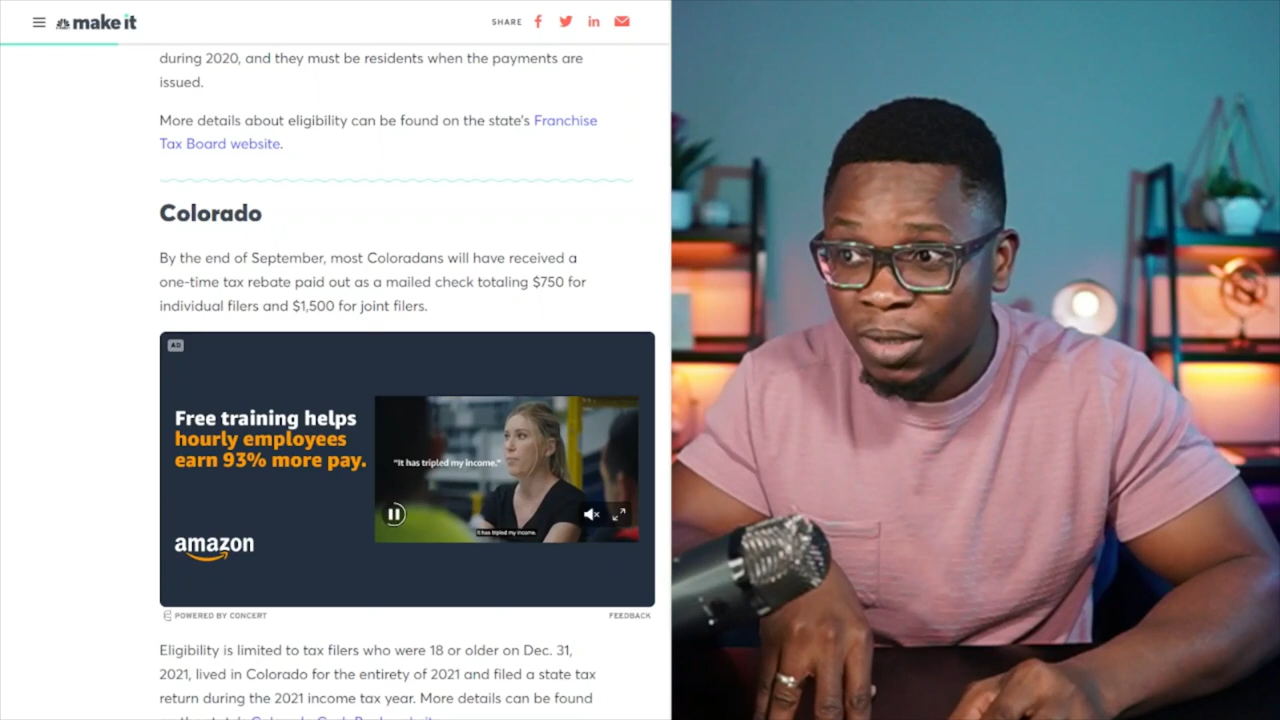 make it
SHARE
during 2020, and they must be residents when the payments are
issued.
More details about eligibility can be found on the state's Franchise
Tax Board website.
Colorado
By the end of September, most Coloradans will have received a
one-time tax rebate paid out as a mailed check totaling $750 for
individual filers and $1,500 for joint filers.
AD
Free training helps
hourly employees
earn 93% more pay.
"It has tripled my income."
It has tripled my income.
amazon
POWERED BY CONCERT
FEEDBACK
Eligibility is limited to tax filers who were 18 or older on Dec. 31,
2021, lived in Colorado for the entirety of 2021 and filed a state tax
return during the 2021 income tax year. More details can be found